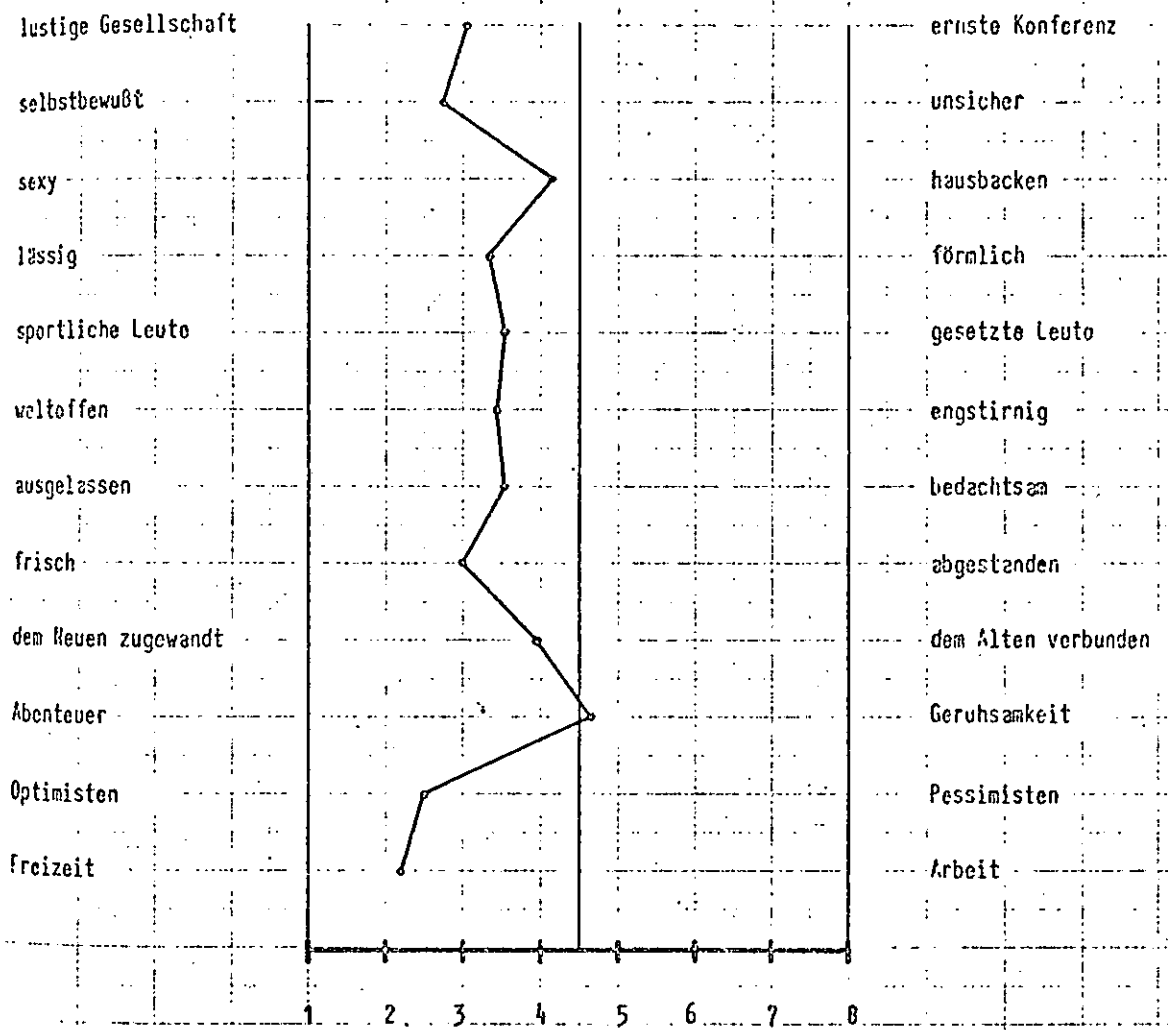 lustige Gesellschaft ernste Konferenz
selbstbewußt unsicher
sexy hausbacken
lässig förmlich
sportliche Leute gesetzte Leute
weltoffen engstirnig
ausgelassen bedachtsam
frisch abgestanden
dem Neuen zugewandt dem Alten verbunden
Abenteuer Geruhsamkeit
Optimisten Pessimisten
Freizeit Arbeit
1 2 3 4 5 6 7 8